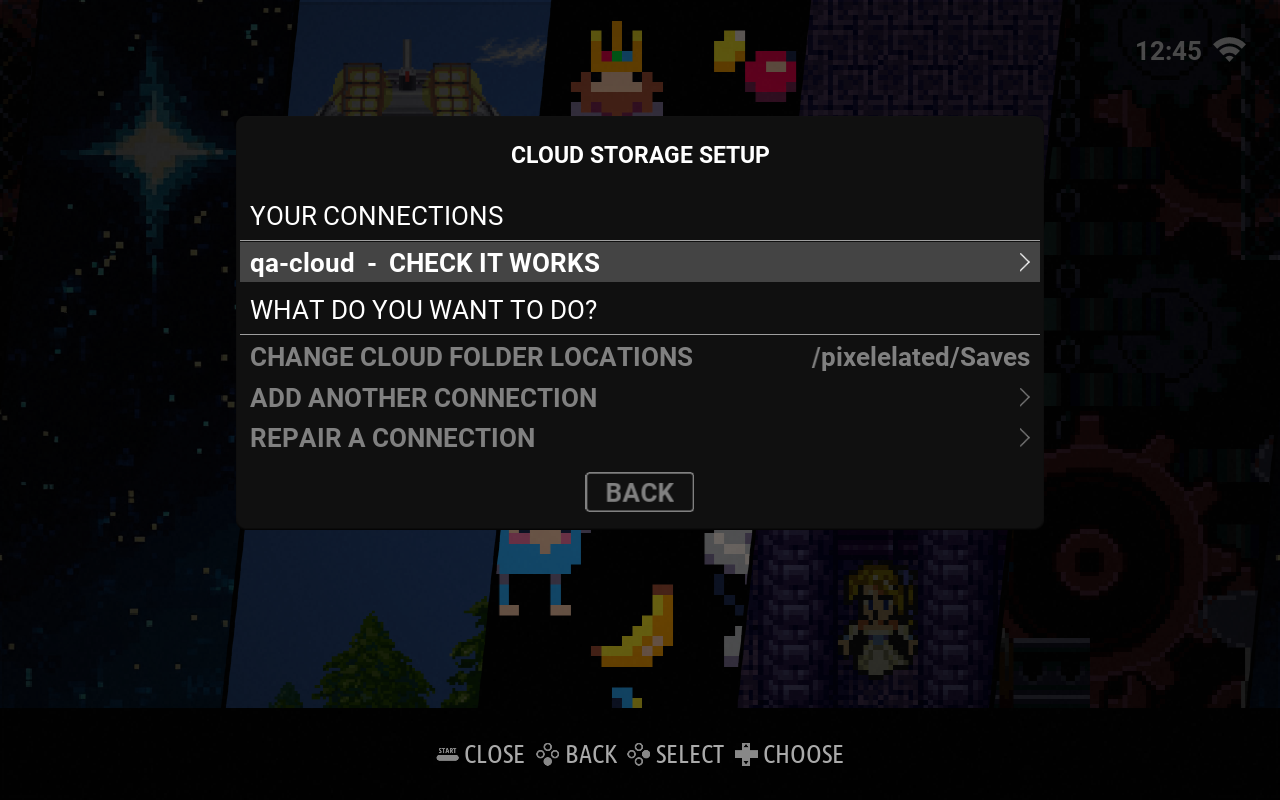 12:45
CLOUD STORAGE SETUP
YOUR CONNECTIONS
qa-cloud - CHECK IT WORKS
WHAT DO YOU WANT TO DO?
CHANGE CLOUD FOLDER LOCATIONS /pixelelated/Saves
ADD ANOTHER CONNECTION
REPAIR A CONNECTION
BACK
START CLOSE BACK SELECT CHOOSE